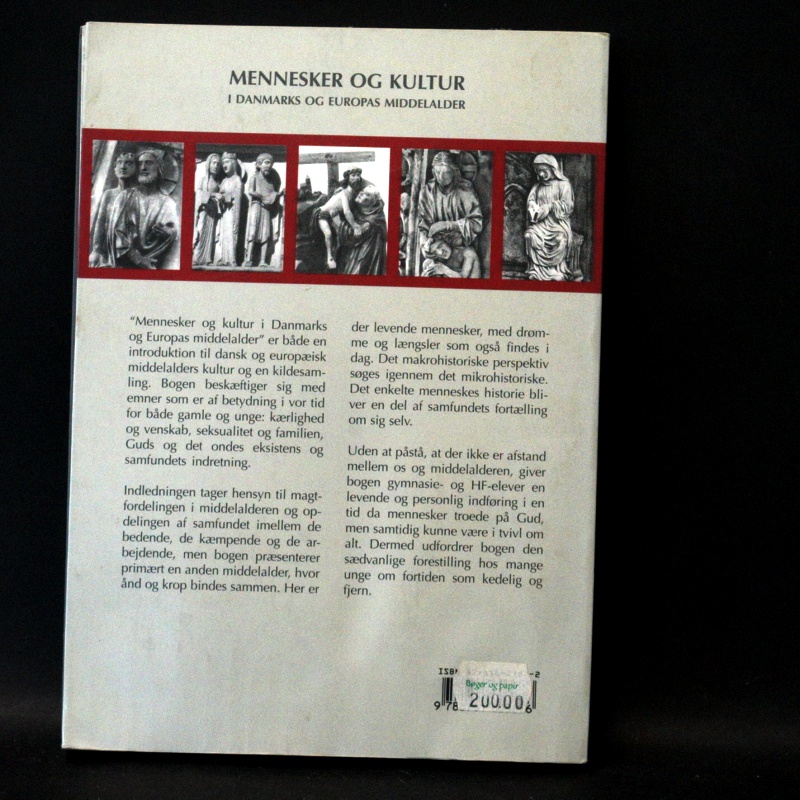 MENNESKER OG KULTUR
I DANMARKS OG EUROPAS MIDDELALDER
“Mennesker og kultur i Danmarks
og Europas middelalder” er både en
introduktion til dansk og europæisk
middelalders kultur og en kildesam-
ling. Bogen beskæftiger sig med
emner som er af betydning i vor tid
for både gamle og unge: kærlighed
og venskab, seksualitet og familien,
Guds og det ondes eksistens og
samfundets indretning.
Indledningen tager hensyn til magt-
fordelingen i middelalderen og op-
delingen af samfundet imellem de
bedende, de kæmpende og de ar-
bejdende, men bogen præsenterer
primært en anden middelalder, hvor
ånd og krop bindes sammen. Her er
der levende mennesker, med drøm-
me og længsler som også findes i
dag. Det makrohistoriske perspektiv
søges igennem det mikrohistoriske.
Det enkelte menneskes historie bli-
ver en del af samfundets fortælling
om sig selv.
Uden at påstå, at der ikke er afstand
mellem os og middelalderen, giver
bogen gymnasie- og HF-elever en
levende og personlig indføring i en
tid da mennesker troede på Gud,
men samtidig kunne være i tvivl om
alt. Dermed udfordrer bogen den
sædvanlige forestilling hos mange
unge om fortiden som kedelig og
fjern.
Bøger og papir
200.00
9 78
6